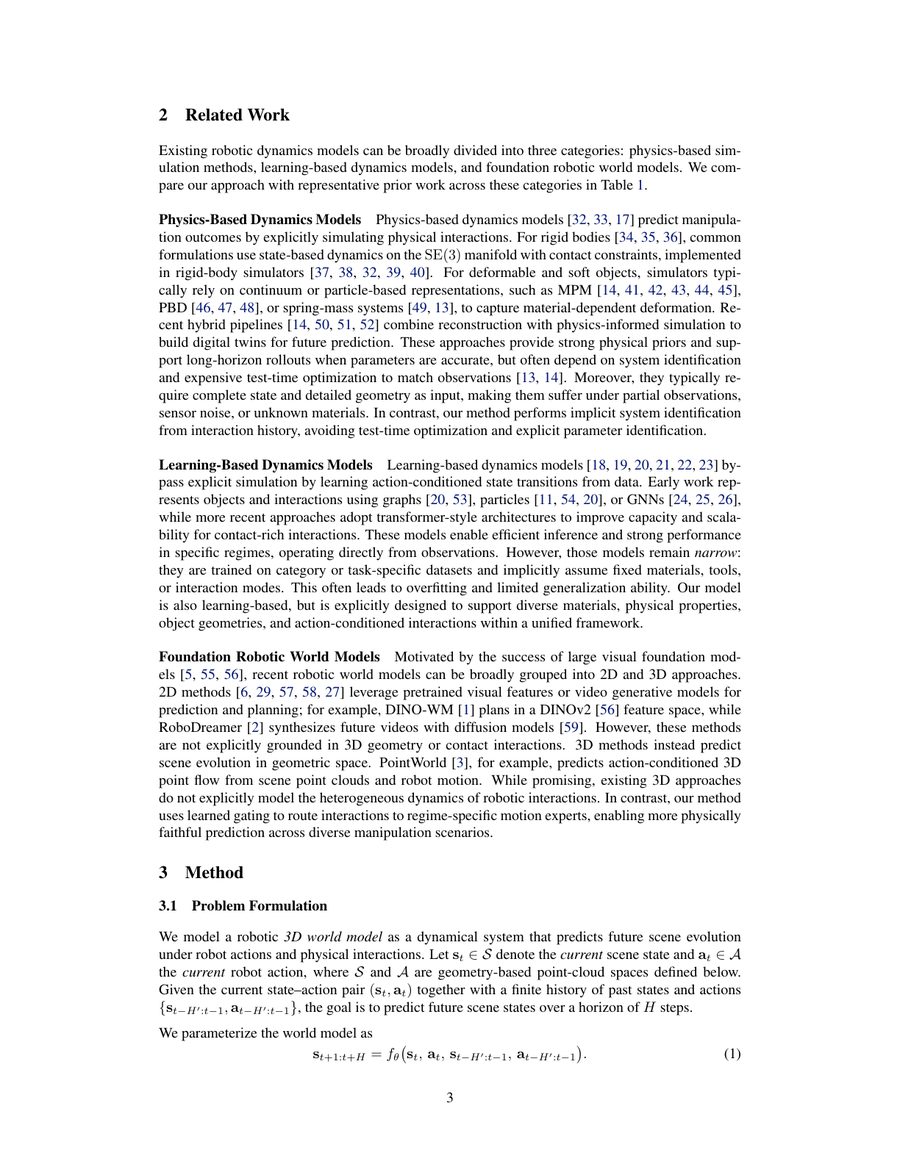 2 Related Work
Existing robotic dynamics models can be broadly divided into three categories: physics-based sim-
ulation methods, learning-based dynamics models, and foundation robotic world models. We com-
pare our approach with representative prior work across these categories in Table 1.
Physics-Based Dynamics Models Physics-based dynamics models [32, 33, 17] predict manipula-
tion outcomes by explicitly simulating physical interactions. For rigid bodies [34, 35, 36], common
formulations use state-based dynamics on the SE(3) manifold with contact constraints, implemented
in rigid-body simulators [37, 38, 32, 39, 40]. For deformable and soft objects, simulators typi-
cally rely on continuum or particle-based representations, such as MPM [14, 41, 42, 43, 44, 45],
PBD [46, 47, 48], or spring-mass systems [49, 13], to capture material-dependent deformation. Re-
cent hybrid pipelines [14, 50, 51, 52] combine reconstruction with physics-informed simulation to
build digital twins for future prediction. These approaches provide strong physical priors and sup-
port long-horizon rollouts when parameters are accurate, but often depend on system identification
and expensive test-time optimization to match observations [13, 14]. Moreover, they typically re-
quire complete state and detailed geometry as input, making them suffer under partial observations,
sensor noise, or unknown materials. In contrast, our method performs implicit system identification
from interaction history, avoiding test-time optimization and explicit parameter identification.
Learning-Based Dynamics Models Learning-based dynamics models [18, 19, 20, 21, 22, 23] by-
pass explicit simulation by learning action-conditioned state transitions from data. Early work rep-
resents objects and interactions using graphs [20, 53], particles [11, 54, 20], or GNNs [24, 25, 26],
while more recent approaches adopt transformer-style architectures to improve capacity and scala-
bility for contact-rich interactions. These models enable efficient inference and strong performance
in specific regimes, operating directly from observations. However, those models remain narrow:
they are trained on category or task-specific datasets and implicitly assume fixed materials, tools,
or interaction modes. This often leads to overfitting and limited generalization ability. Our model
is also learning-based, but is explicitly designed to support diverse materials, physical properties,
object geometries, and action-conditioned interactions within a unified framework.
Foundation Robotic World Models Motivated by the success of large visual foundation mod-
els [5, 55, 56], recent robotic world models can be broadly grouped into 2D and 3D approaches.
2D methods [6, 29, 57, 58, 27] leverage pretrained visual features or video generative models for
prediction and planning; for example, DINO-WM [1] plans in a DINOv2 [56] feature space, while
RoboDreamer [2] synthesizes future videos with diffusion models [59]. However, these methods
are not explicitly grounded in 3D geometry or contact interactions. 3D methods instead predict
scene evolution in geometric space. PointWorld [3], for example, predicts action-conditioned 3D
point flow from scene point clouds and robot motion. While promising, existing 3D approaches
do not explicitly model the heterogeneous dynamics of robotic interactions. In contrast, our method
uses learned gating to route interactions to regime-specific motion experts, enabling more physically
faithful prediction across diverse manipulation scenarios.
3 Method
3.1 Problem Formulation
We model a robotic 3D world model as a dynamical system that predicts future scene evolution
under robot actions and physical interactions. Let s_t ∈ S denote the current scene state and a_t ∈ A
the current robot action, where S and A are geometry-based point-cloud spaces defined below.
Given the current state–action pair (s_t, a_t) together with a finite history of past states and actions
{s_{t−H′:t−1}, a_{t−H′:t−1}}, the goal is to predict future scene states over a horizon of H steps.
We parameterize the world model as
s_{t+1:t+H} = f_θ(s_t, a_t, s_{t−H′:t−1}, a_{t−H′:t−1}). (1)
3